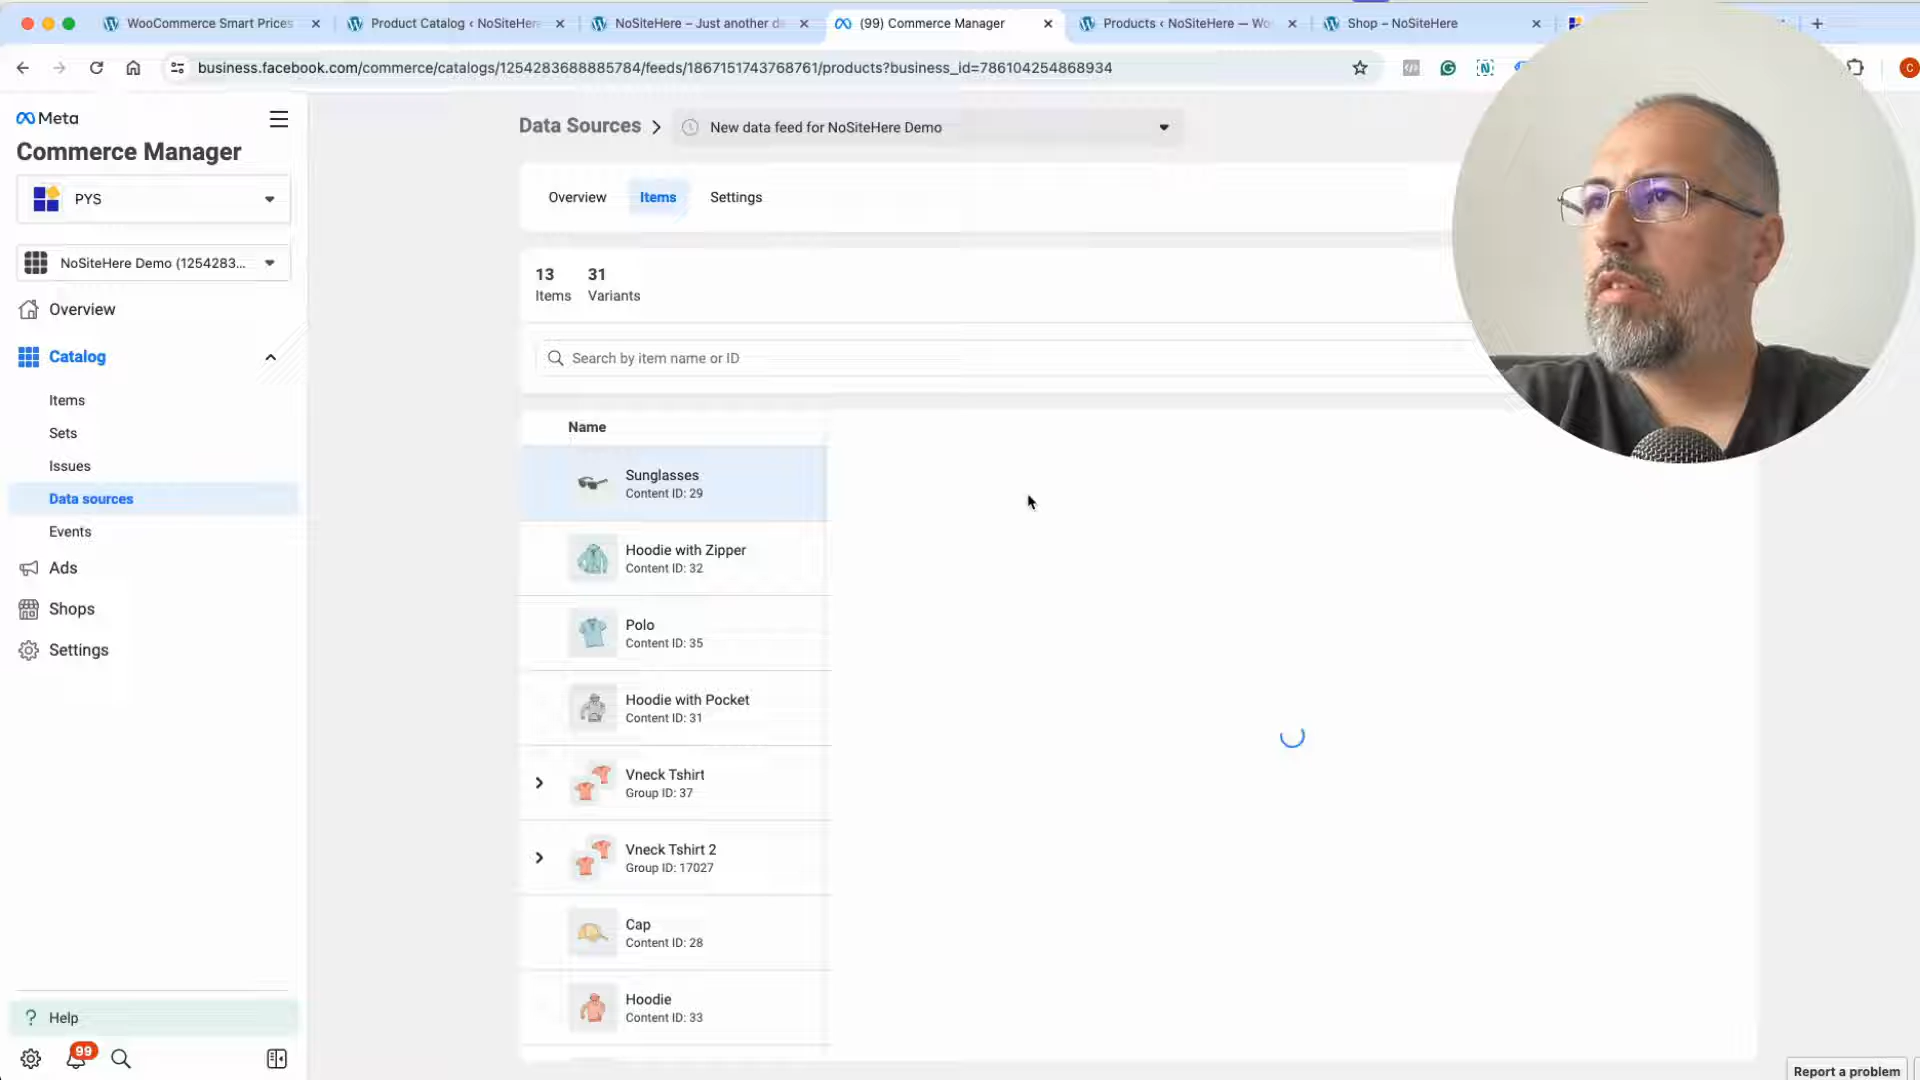 WooCommerce Smart Prices
Product Catalog ‹ NoSiteHere
NoSiteHere – Just another de
(99) Commerce Manager
Products ‹ NoSiteHere — Wo
Shop – NoSiteHere
business.facebook.com/commerce/catalogs/1254283688885784/feeds/1867151743768761/products?business_id=786104254868934
C
Meta
Commerce Manager
PYS
NoSiteHere Demo (1254283...
Overview
Catalog
Items
Sets
Issues
Data sources
Events
Ads
Shops
Settings
? Help
99
Data Sources
New data feed for NoSiteHere Demo
Overview
Items
Settings
13
31
Items
Variants
Search by item name or ID
Name
Sunglasses
Content ID: 29
Hoodie with Zipper
Content ID: 32
Polo
Content ID: 35
Hoodie with Pocket
Content ID: 31
Vneck Tshirt
Group ID: 37
Vneck Tshirt 2
Group ID: 17027
Cap
Content ID: 28
Hoodie
Content ID: 33
Report a problem